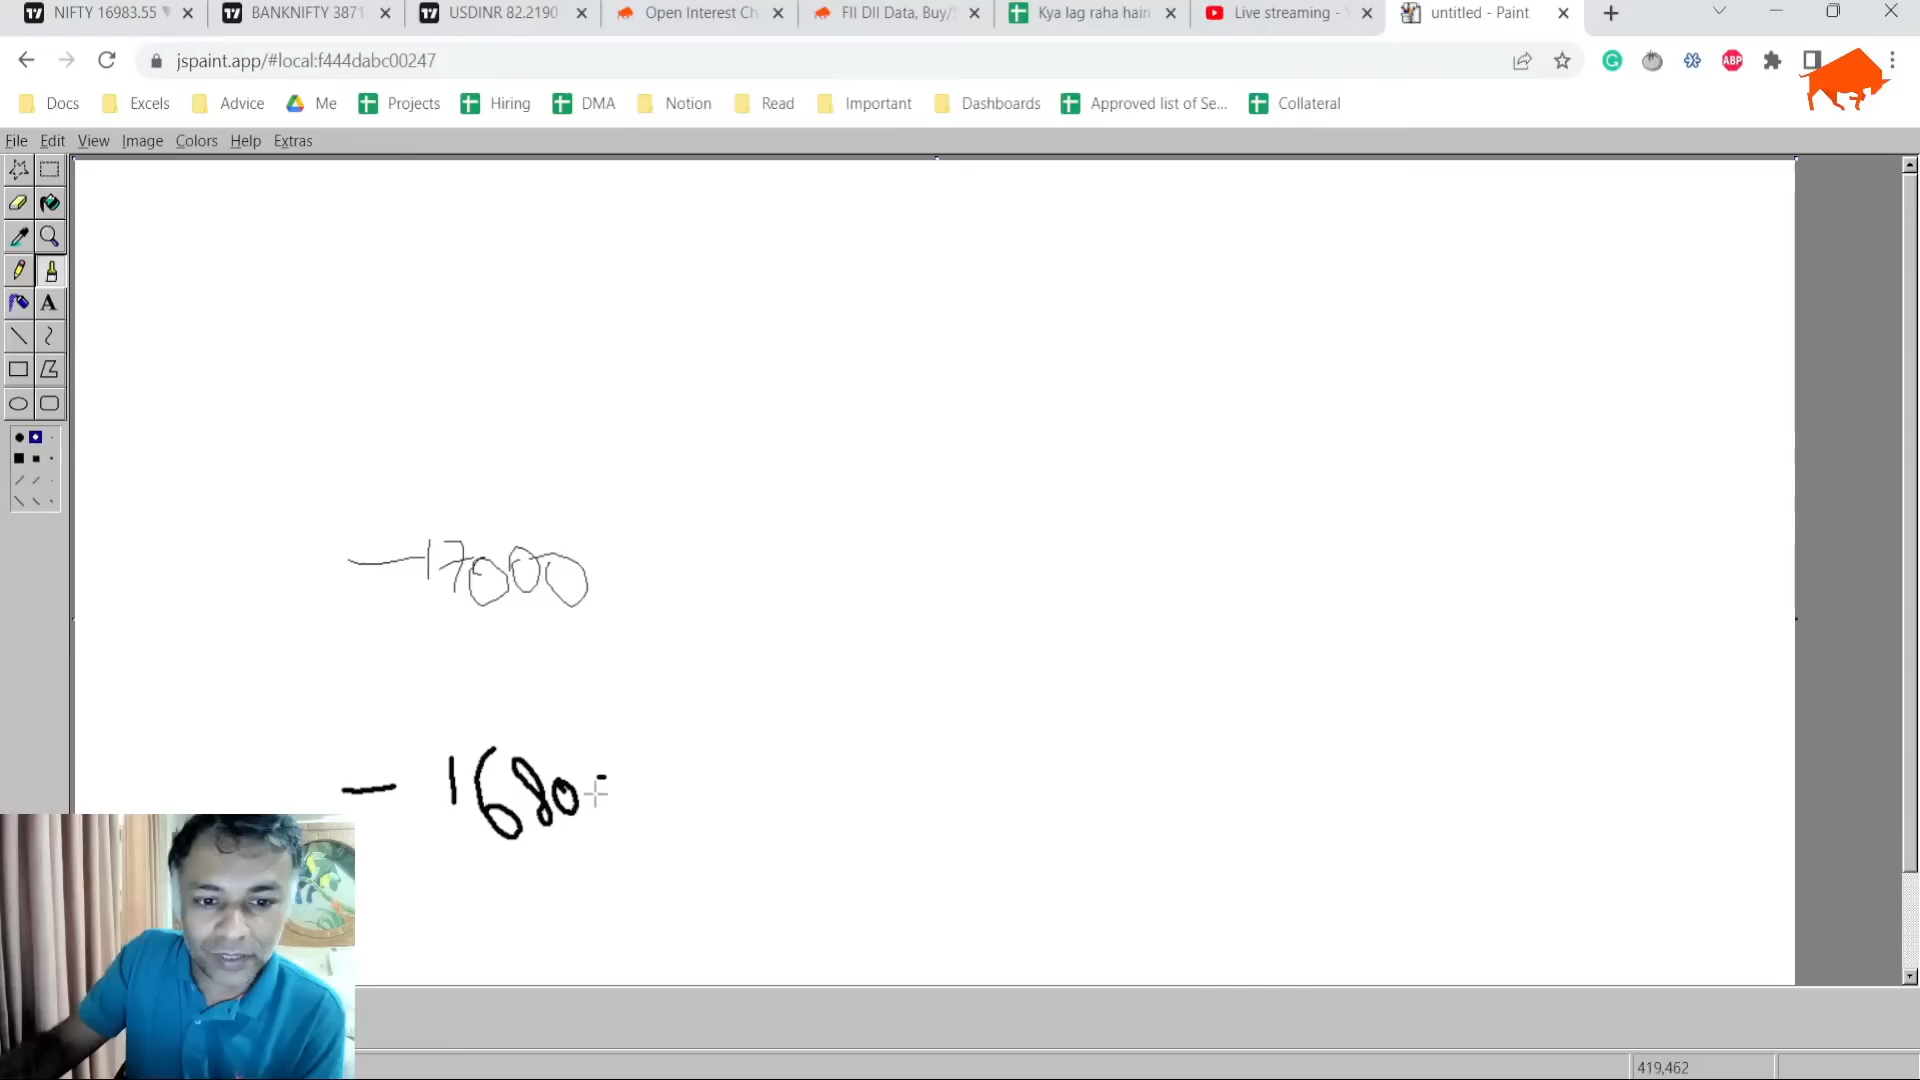 NIFTY 16983.55
BANKNIFTY 3871
USDINR 82.2190
Open Interest Ch
FII DII Data, Buy/
Kya lag raha hain
Live streaming -
untitled - Paint
jspaint.app/#local:f444dabc00247
G
ABP
Docs
Excels
Advice
Me
Projects
Hiring
DMA
Notion
Read
Important
Dashboards
Approved list of Se...
Collateral
File Edit View Image Colors Help Extras
A
— 17000
— 1680
419,462